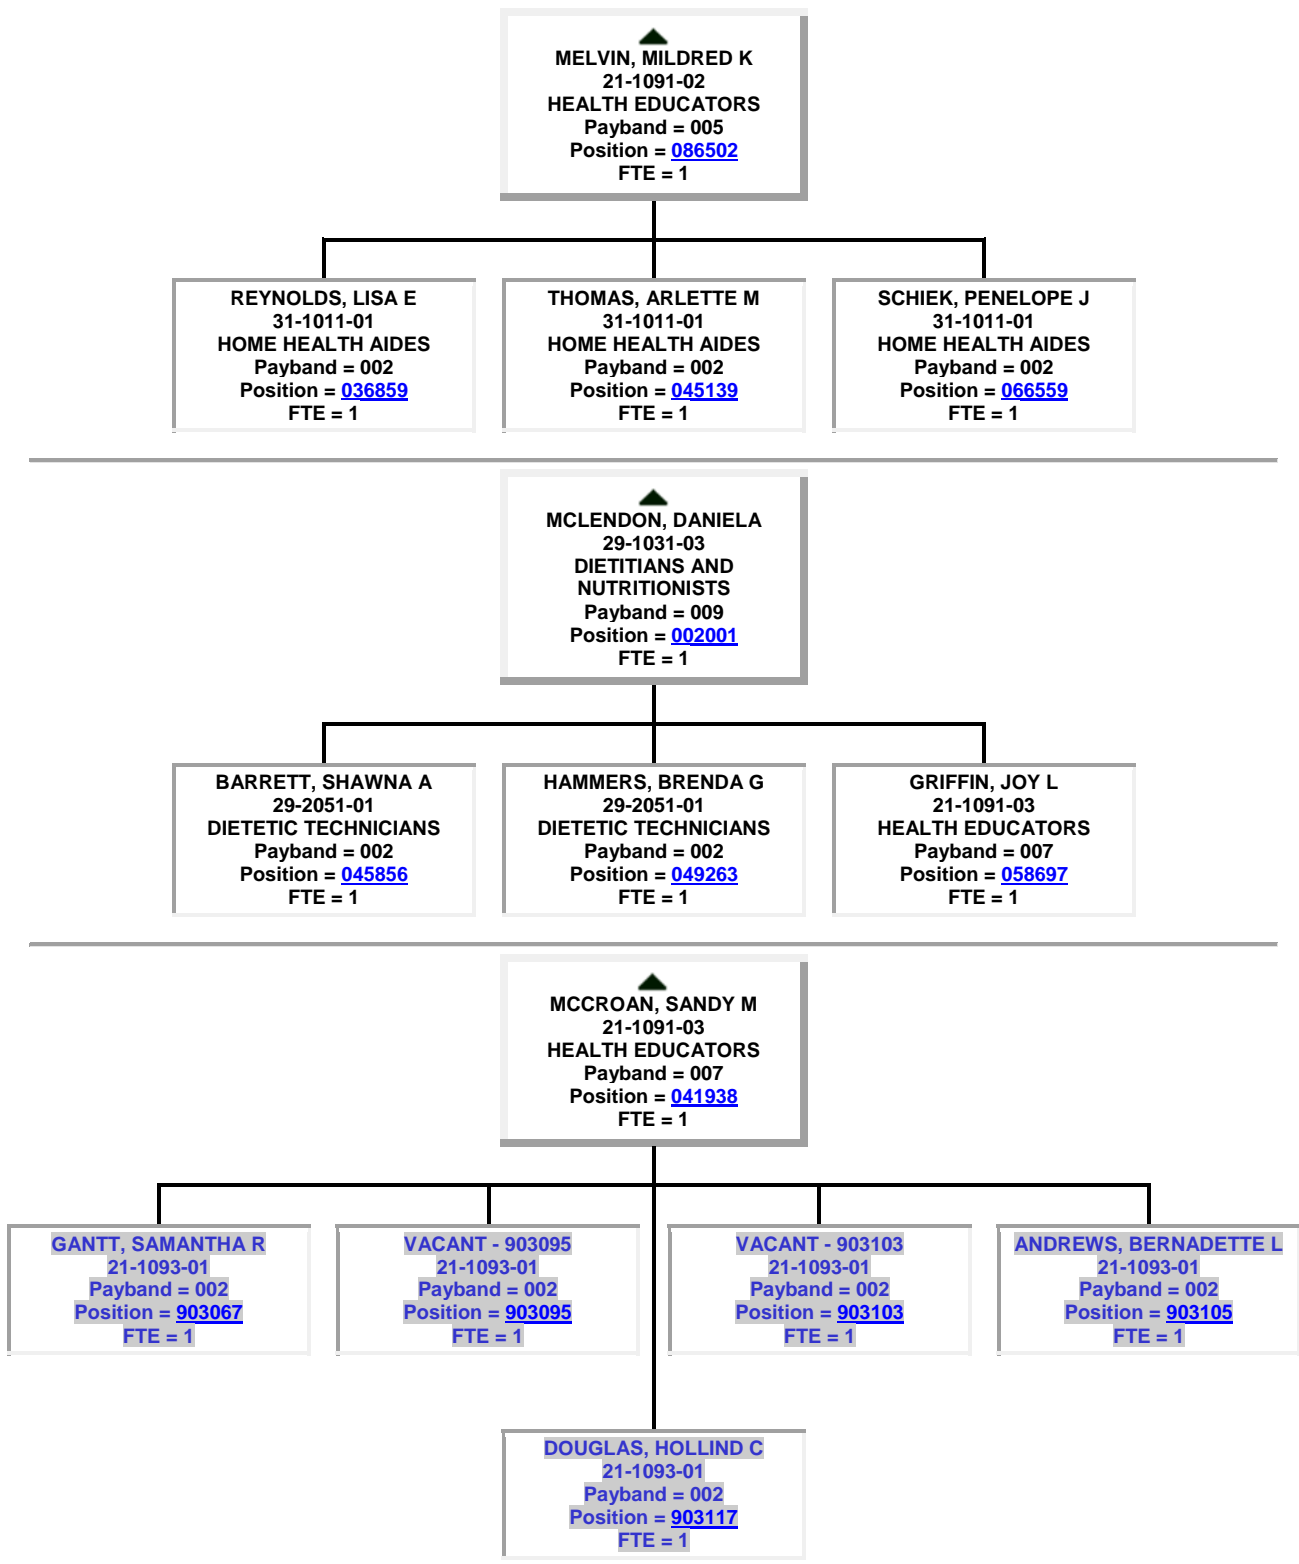 MELVIN, MILDRED K
21-1091-02
HEALTH EDUCATORS
Payband = 005
Position = 086502
FTE = 1
REYNOLDS, LISA E
31-1011-01
HOME HEALTH AIDES
Payband = 002
Position = 036859
FTE = 1
THOMAS, ARLETTE M
31-1011-01
HOME HEALTH AIDES
Payband = 002
Position = 045139
FTE = 1
SCHIEK, PENELOPE J
31-1011-01
HOME HEALTH AIDES
Payband = 002
Position = 066559
FTE = 1
MCLENDON, DANIELA
29-1031-03
DIETITIANS AND
NUTRITIONISTS
Payband = 009
Position = 002001
FTE = 1
BARRETT, SHAWNA A
29-2051-01
DIETETIC TECHNICIANS
Payband = 002
Position = 045856
FTE = 1
HAMMERS, BRENDA G
29-2051-01
DIETETIC TECHNICIANS
Payband = 002
Position = 049263
FTE = 1
GRIFFIN, JOY L
21-1091-03
HEALTH EDUCATORS
Payband = 007
Position = 058697
FTE = 1
MCCROAN, SANDY M
21-1091-03
HEALTH EDUCATORS
Payband = 007
Position = 041938
FTE = 1
GANTT, SAMANTHA R
21-1093-01
Payband = 002
Position = 903067
FTE = 1
VACANT - 903095
21-1093-01
Payband = 002
Position = 903095
FTE = 1
VACANT - 903103
21-1093-01
Payband = 002
Position = 903103
FTE = 1
ANDREWS, BERNADETTE L
21-1093-01
Payband = 002
Position = 903105
FTE = 1
DOUGLAS, HOLLIND C
21-1093-01
Payband = 002
Position = 903117
FTE = 1